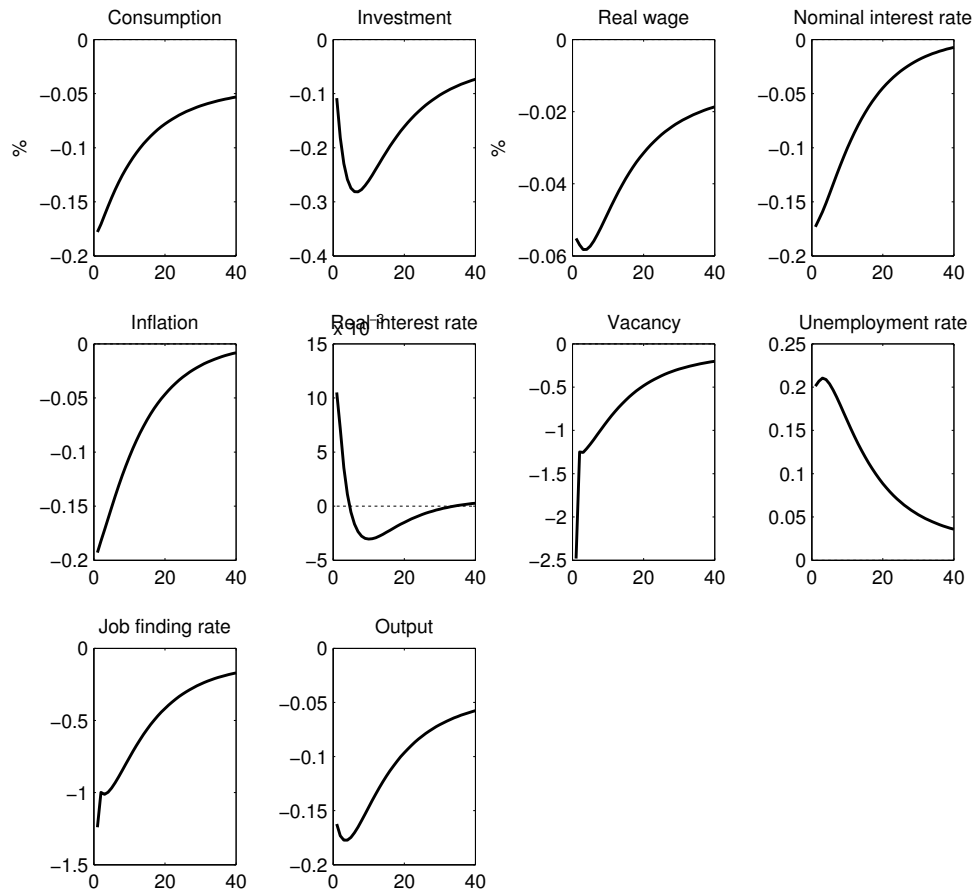 Consumption
Investment
Real wage
Nominal interest rate
0
−0.05
−0.1
−0.15
−0.2
%
0 20 40
0
−0.1
−0.2
−0.3
−0.4
0 20 40
0
−0.02
−0.04
−0.06
%
0 20 40
0
−0.05
−0.1
−0.15
−0.2
0 20 40
Inflation
Real interest rate
x 10−3
Vacancy
Unemployment rate
0
−0.05
−0.1
−0.15
−0.2
0 20 40
15
10
5
0
−5
0 20 40
0
−0.5
−1
−1.5
−2
−2.5
0 20 40
0.25
0.2
0.15
0.1
0.05
0
0 20 40
Job finding rate
Output
0
−0.5
−1
−1.5
0 20 40
0
−0.05
−0.1
−0.15
−0.2
0 20 40